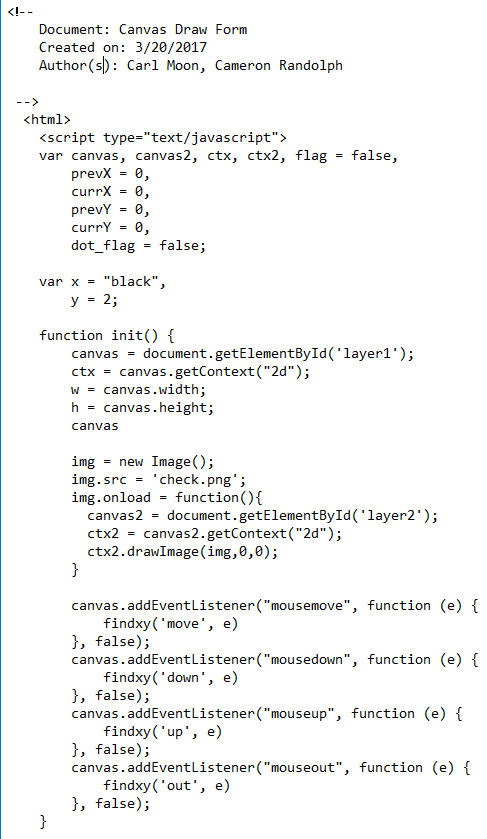 <!--
    Document: Canvas Draw Form
    Created on: 3/20/2017
    Author(s): Carl Moon, Cameron Randolph

 -->
  <html>
    <script type="text/javascript">
    var canvas, canvas2, ctx, ctx2, flag = false,
        prevX = 0,
        currX = 0,
        prevY = 0,
        currY = 0,
        dot_flag = false;

    var x = "black",
        y = 2;

    function init() {
        canvas = document.getElementById('layer1');
        ctx = canvas.getContext("2d");
        w = canvas.width;
        h = canvas.height;
        canvas

        img = new Image();
        img.src = 'check.png';
        img.onload = function(){
          canvas2 = document.getElementById('layer2');
          ctx2 = canvas2.getContext("2d");
          ctx2.drawImage(img,0,0);
        }

        canvas.addEventListener("mousemove", function (e) {
            findxy('move', e)
        }, false);
        canvas.addEventListener("mousedown", function (e) {
            findxy('down', e)
        }, false);
        canvas.addEventListener("mouseup", function (e) {
            findxy('up', e)
        }, false);
        canvas.addEventListener("mouseout", function (e) {
            findxy('out', e)
        }, false);
    }